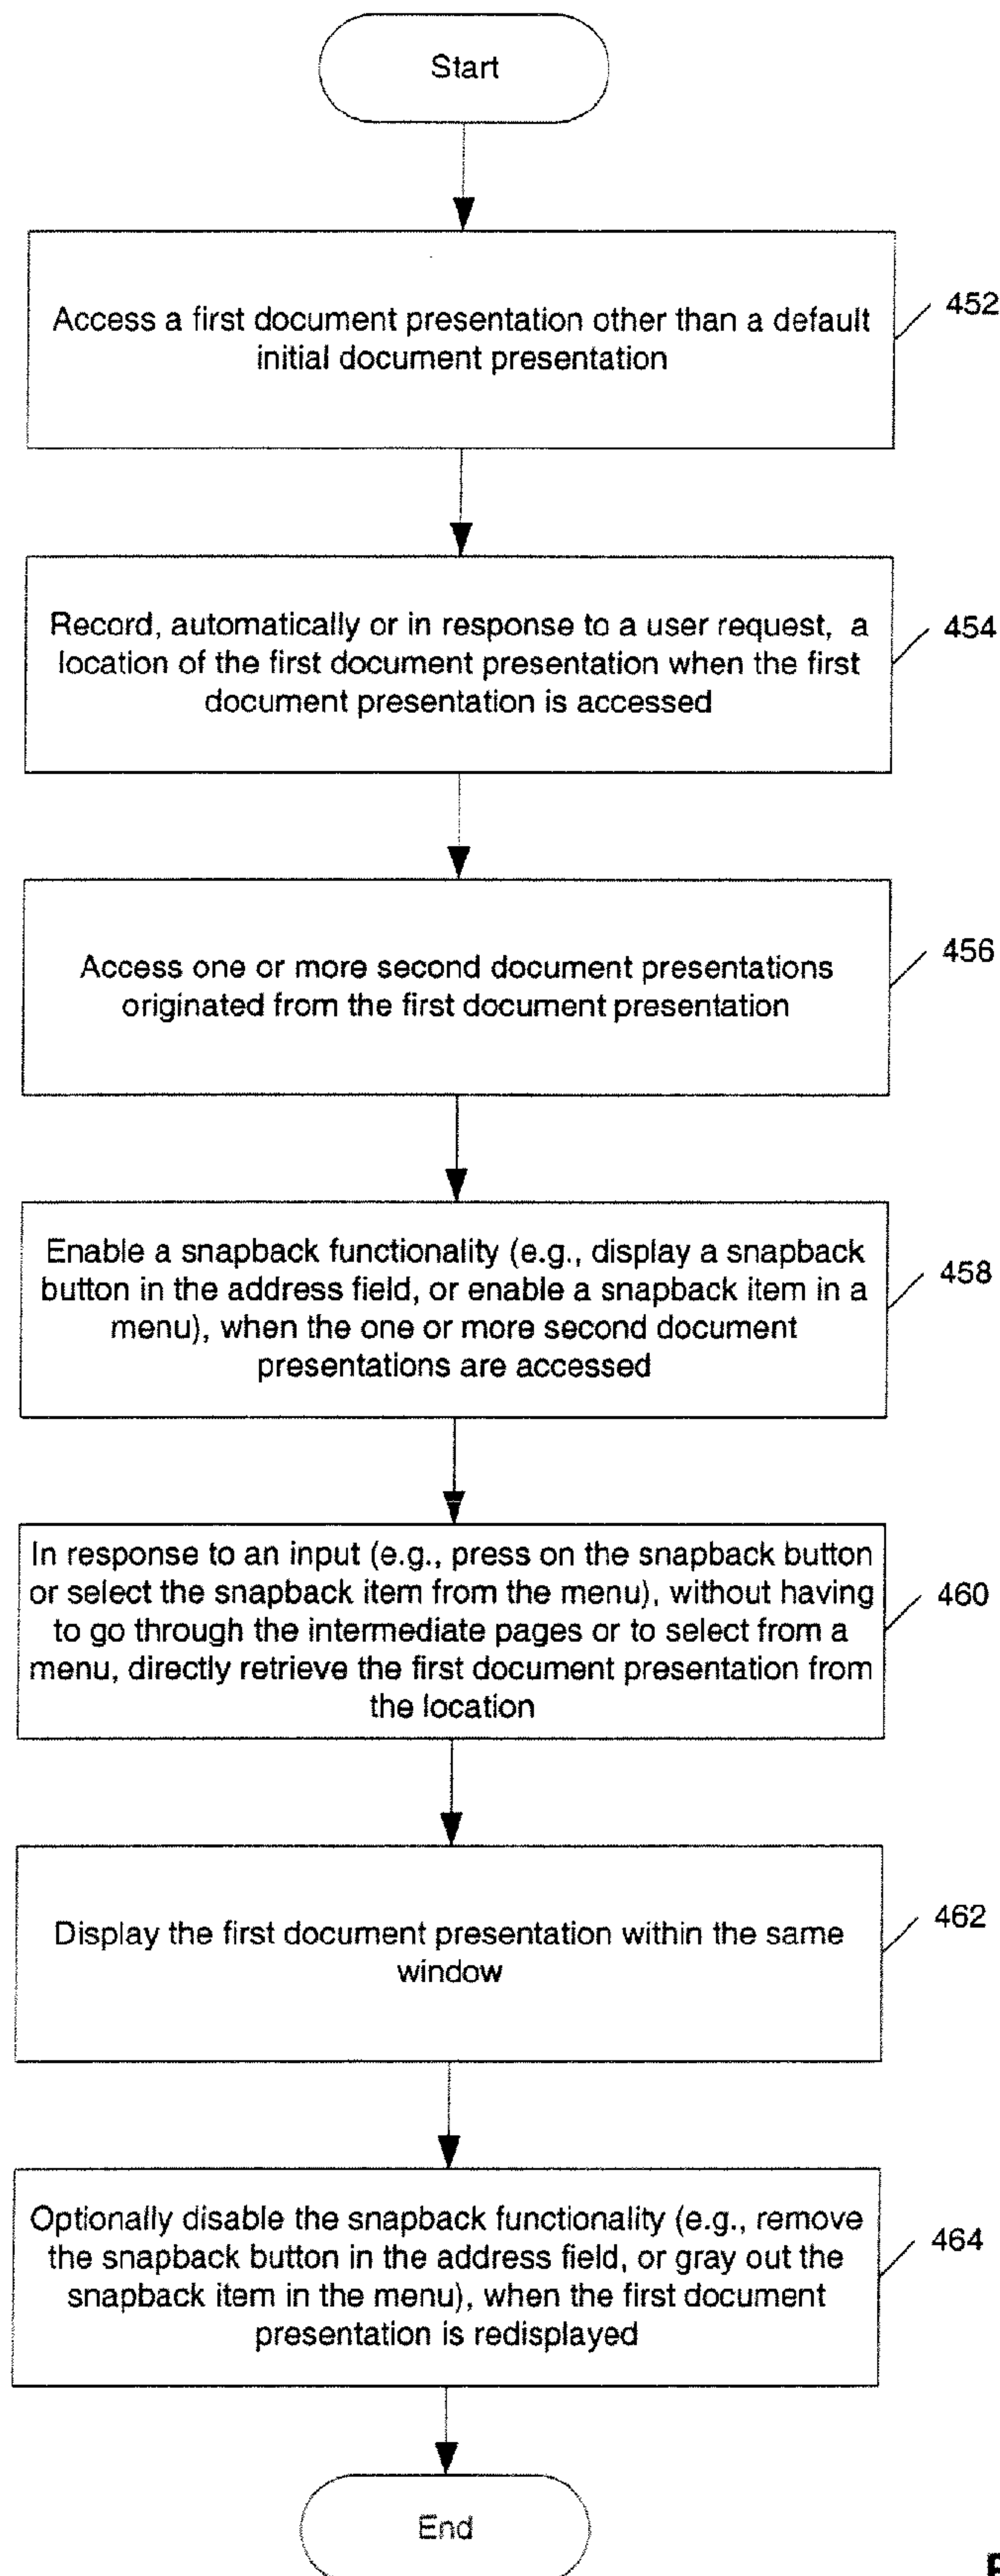 Start
Access a first document presentation other than a default
initial document presentation
452
Record, automatically or in response to a user request, a
location of the first document presentation when the first
document presentation is accessed
454
Access one or more second document presentations
originated from the first document presentation
456
Enable a snapback functionality (e.g., display a snapback
button in the address field, or enable a snapback item in a
menu), when the one or more second document
presentations are accessed
458
In response to an input (e.g., press on the snapback button
or select the snapback item from the menu), without having
to go through the intermediate pages or to select from a
menu, directly retrieve the first document presentation from
the location
460
Display the first document presentation within the same
window
462
Optionally disable the snapback functionality (e.g., remove
the snapback button in the address field, or gray out the
snapback item in the menu), when the first document
presentation is redisplayed
464
End